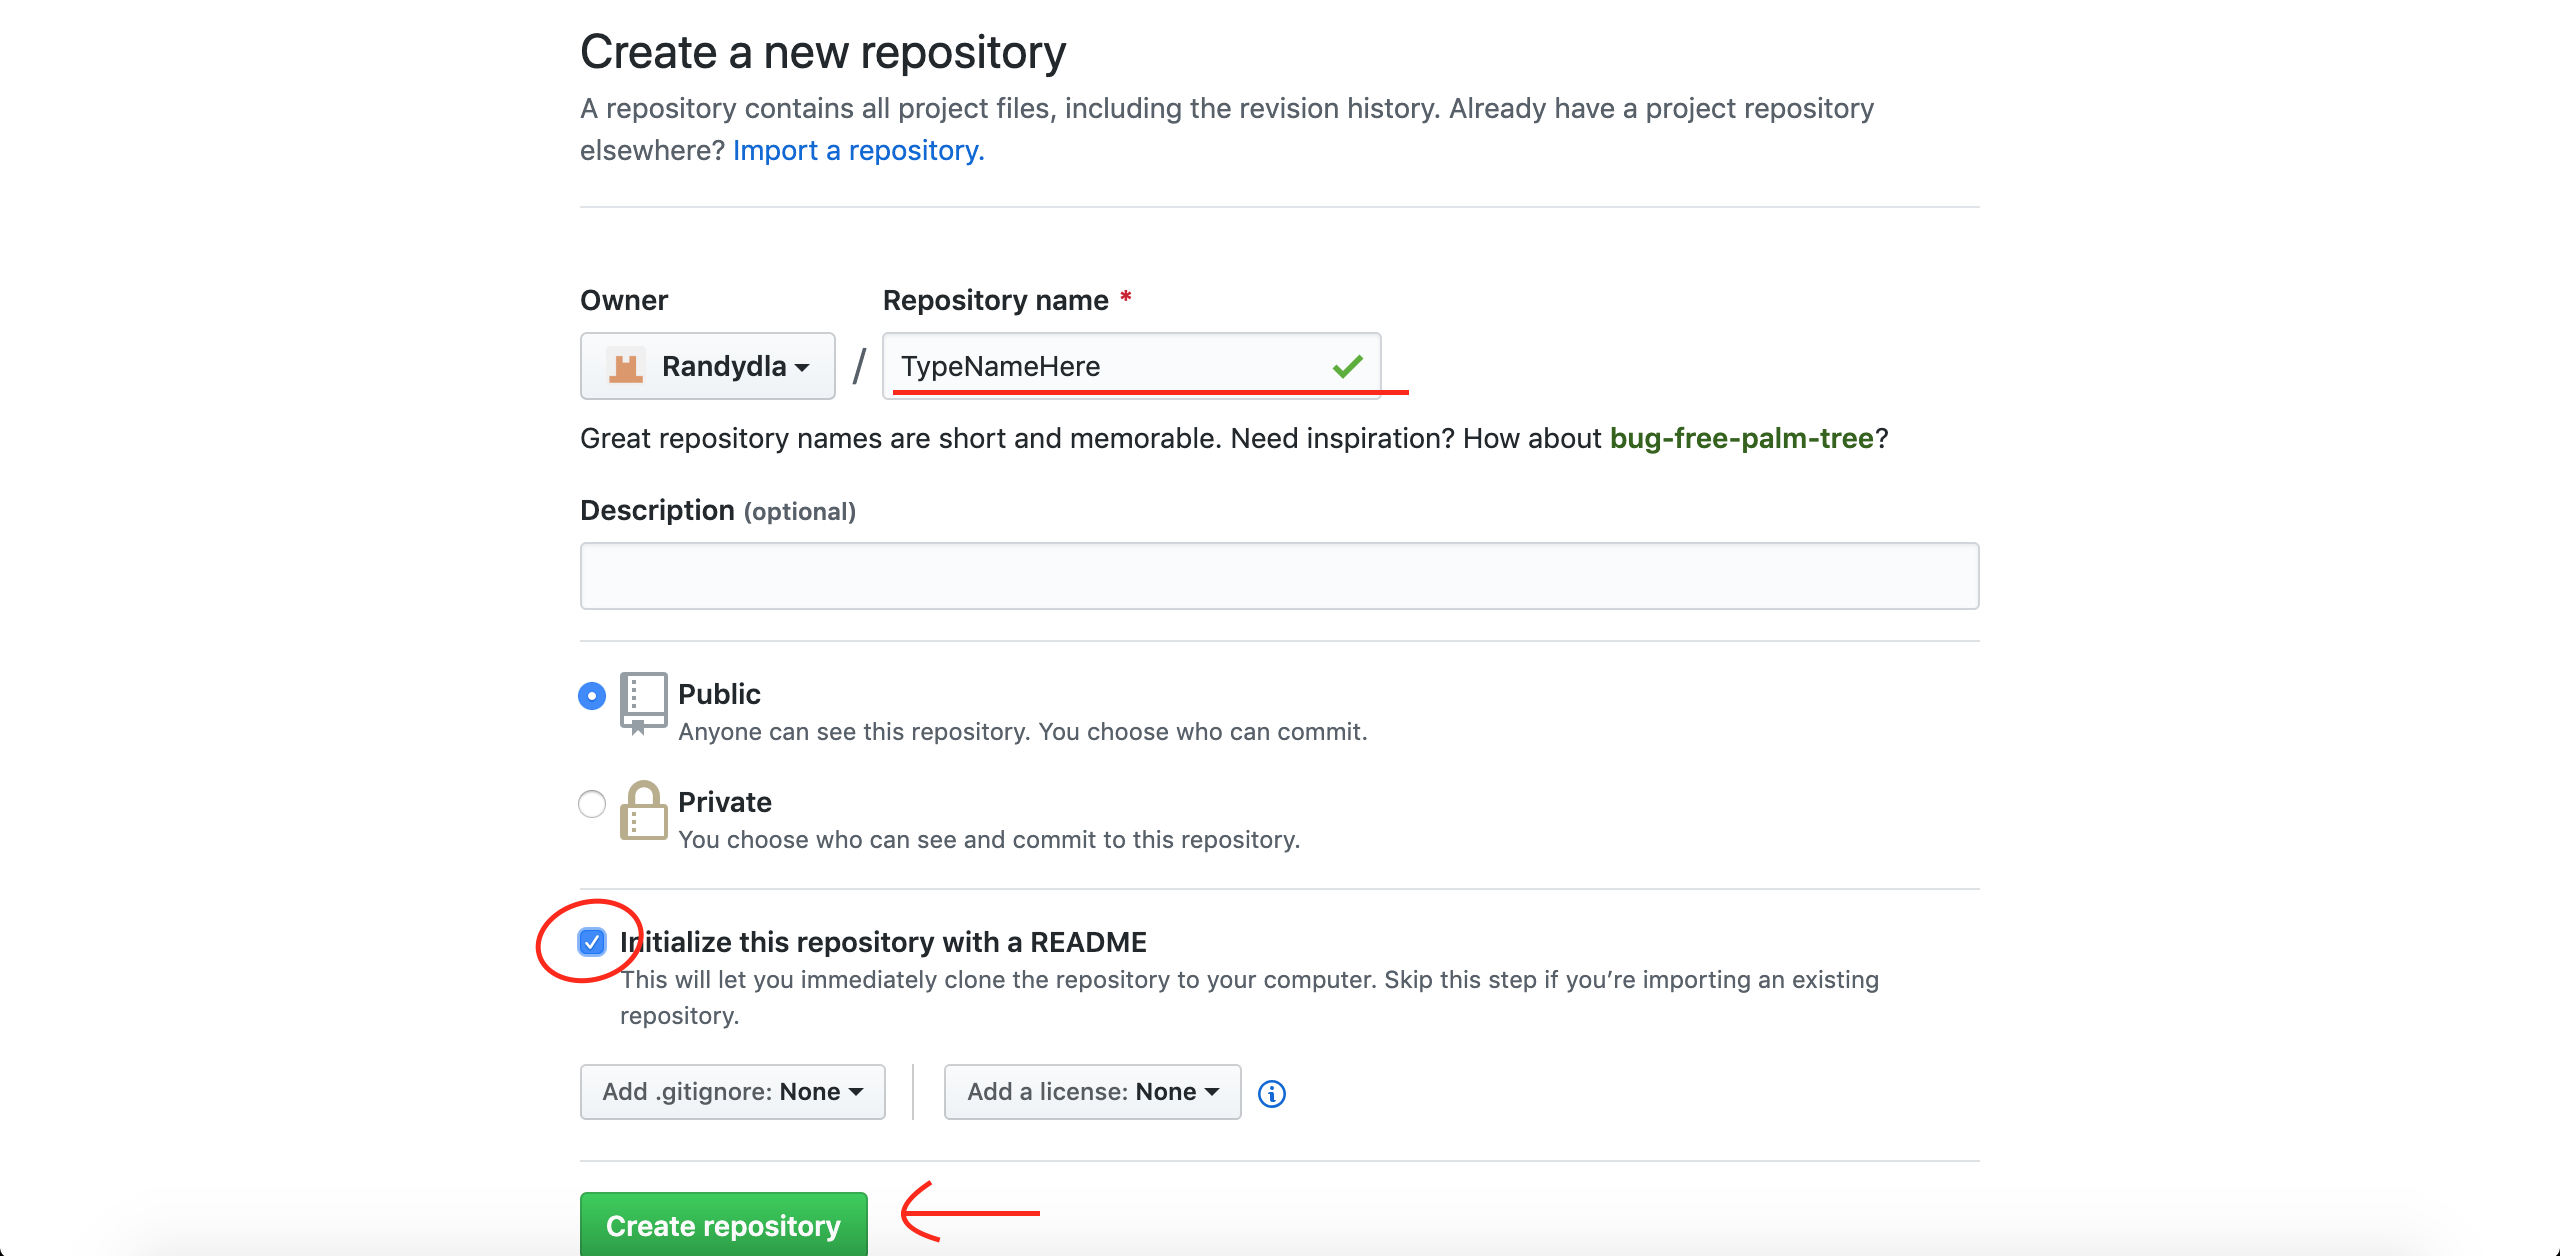 Create a new repository
A repository contains all project files, including the revision history. Already have a project repository
elsewhere? Import a repository.
Owner
Repository name *
Randydla
/
TypeNameHere
Great repository names are short and memorable. Need inspiration? How about bug-free-palm-tree?
Description (optional)
Public
Anyone can see this repository. You choose who can commit.
Private
You choose who can see and commit to this repository.
Initialize this repository with a README
This will let you immediately clone the repository to your computer. Skip this step if you’re importing an existing
repository.
Add .gitignore: None
Add a license: None
Create repository